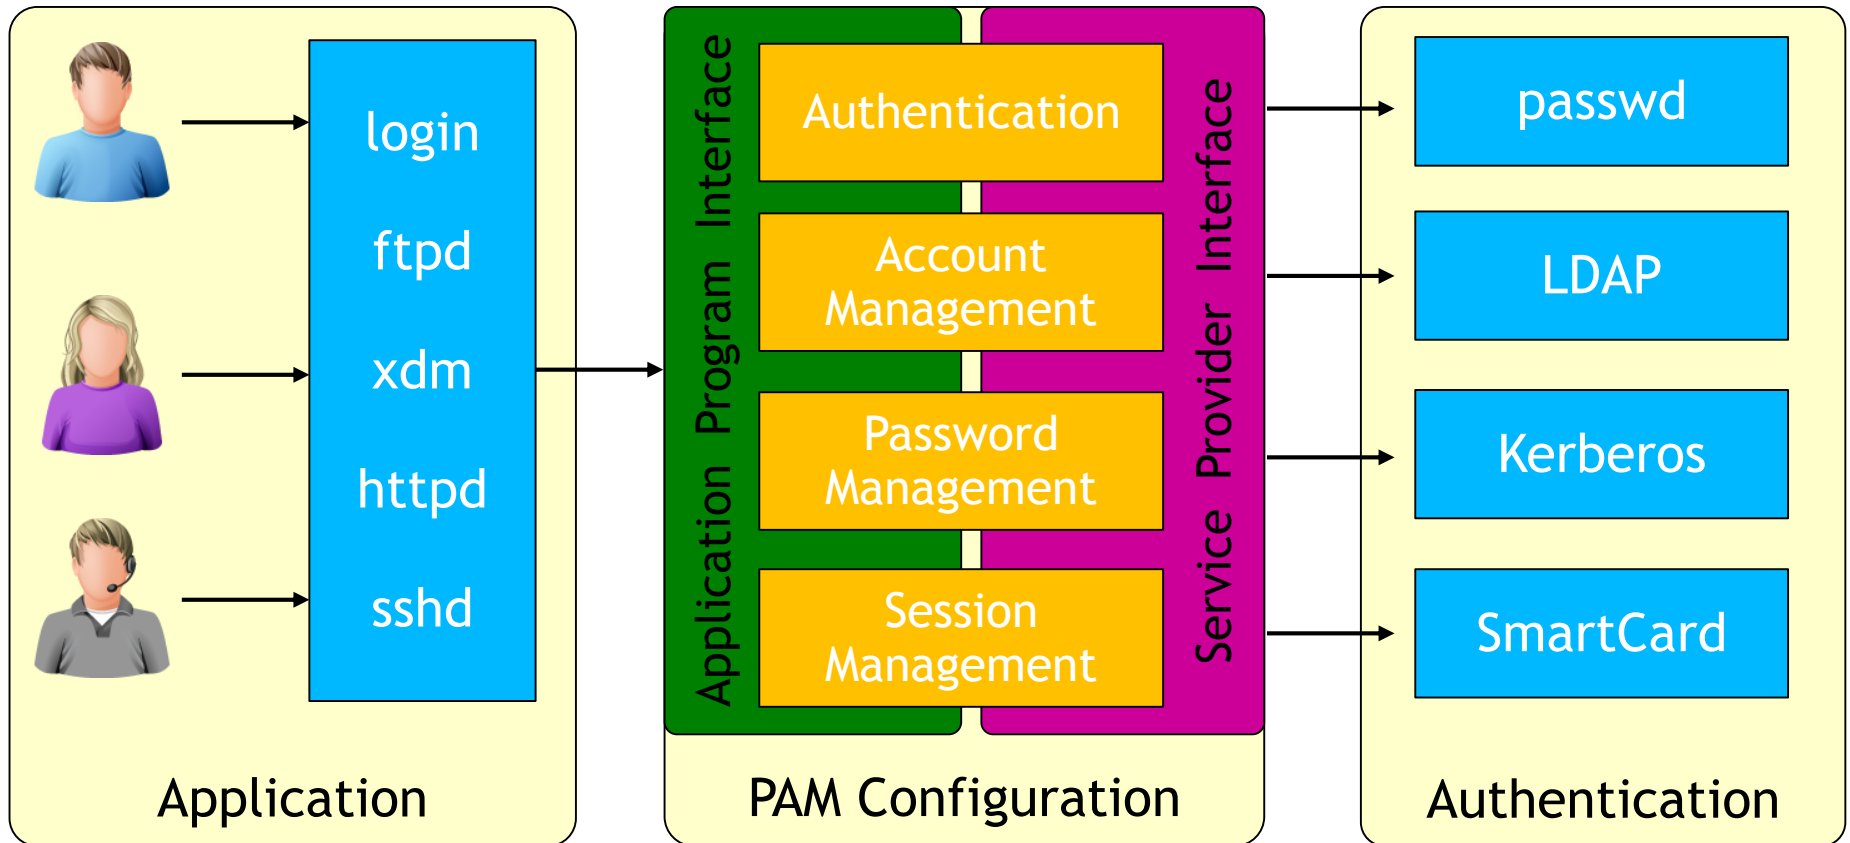 login
ftpd
xdm
httpd
sshd
Application
Application Program Interface
Authentication
Account
Management
Password
Management
Session
Management
Service Provider Interface
PAM Configuration
passwd
LDAP
Kerberos
SmartCard
Authentication